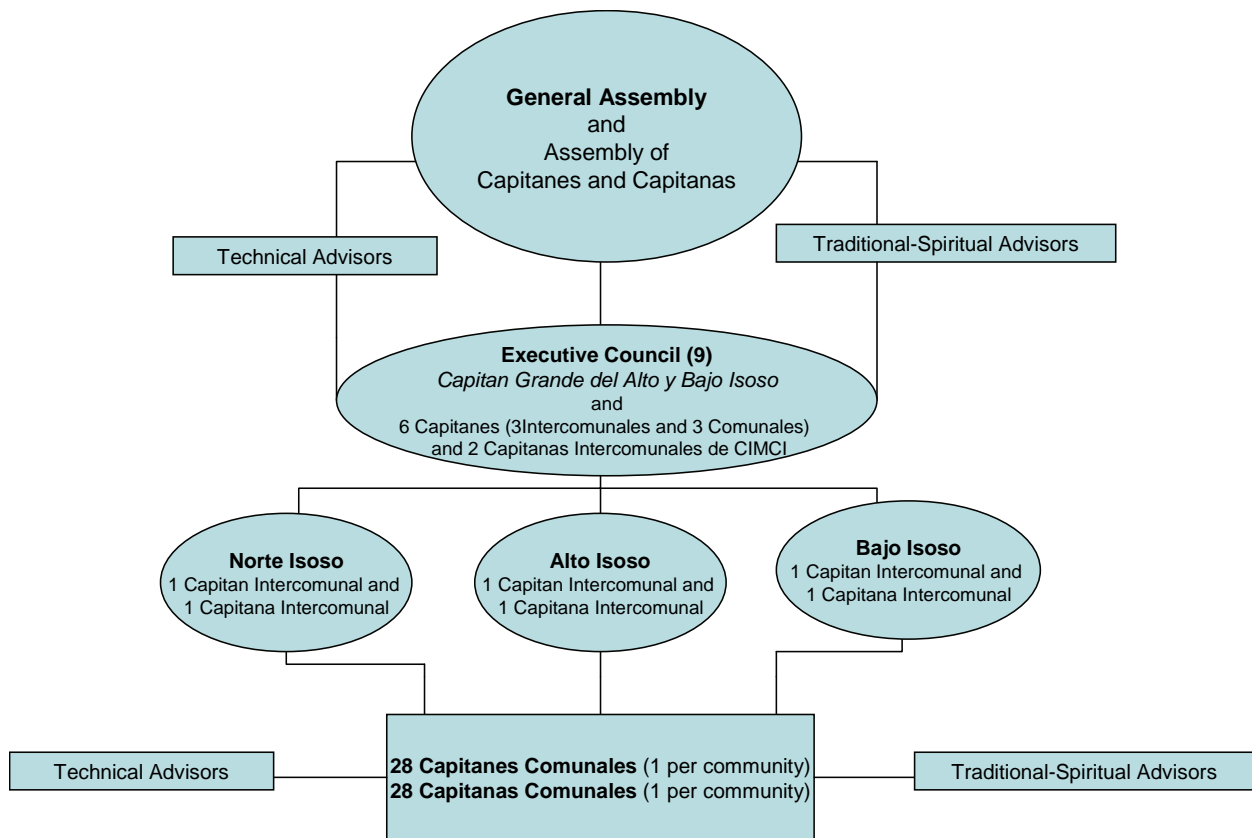 General Assembly
and
Assembly of
Capitanes and Capitanas
Technical Advisors
Traditional-Spiritual Advisors
Executive Council (9)
Capitan Grande del Alto y Bajo Isoso
and
6 Capitanes (3Intercomunales and 3 Comunales)
and 2 Capitanas Intercomunales de CIMCI
Norte Isoso
1 Capitan Intercomunal and
1 Capitana Intercomunal
Alto Isoso
1 Capitan Intercomunal and
1 Capitana Intercomunal
Bajo Isoso
1 Capitan Intercomunal and
1 Capitana Intercomunal
28 Capitanes Comunales (1 per community)
28 Capitanas Comunales (1 per community)
Technical Advisors
Traditional-Spiritual Advisors